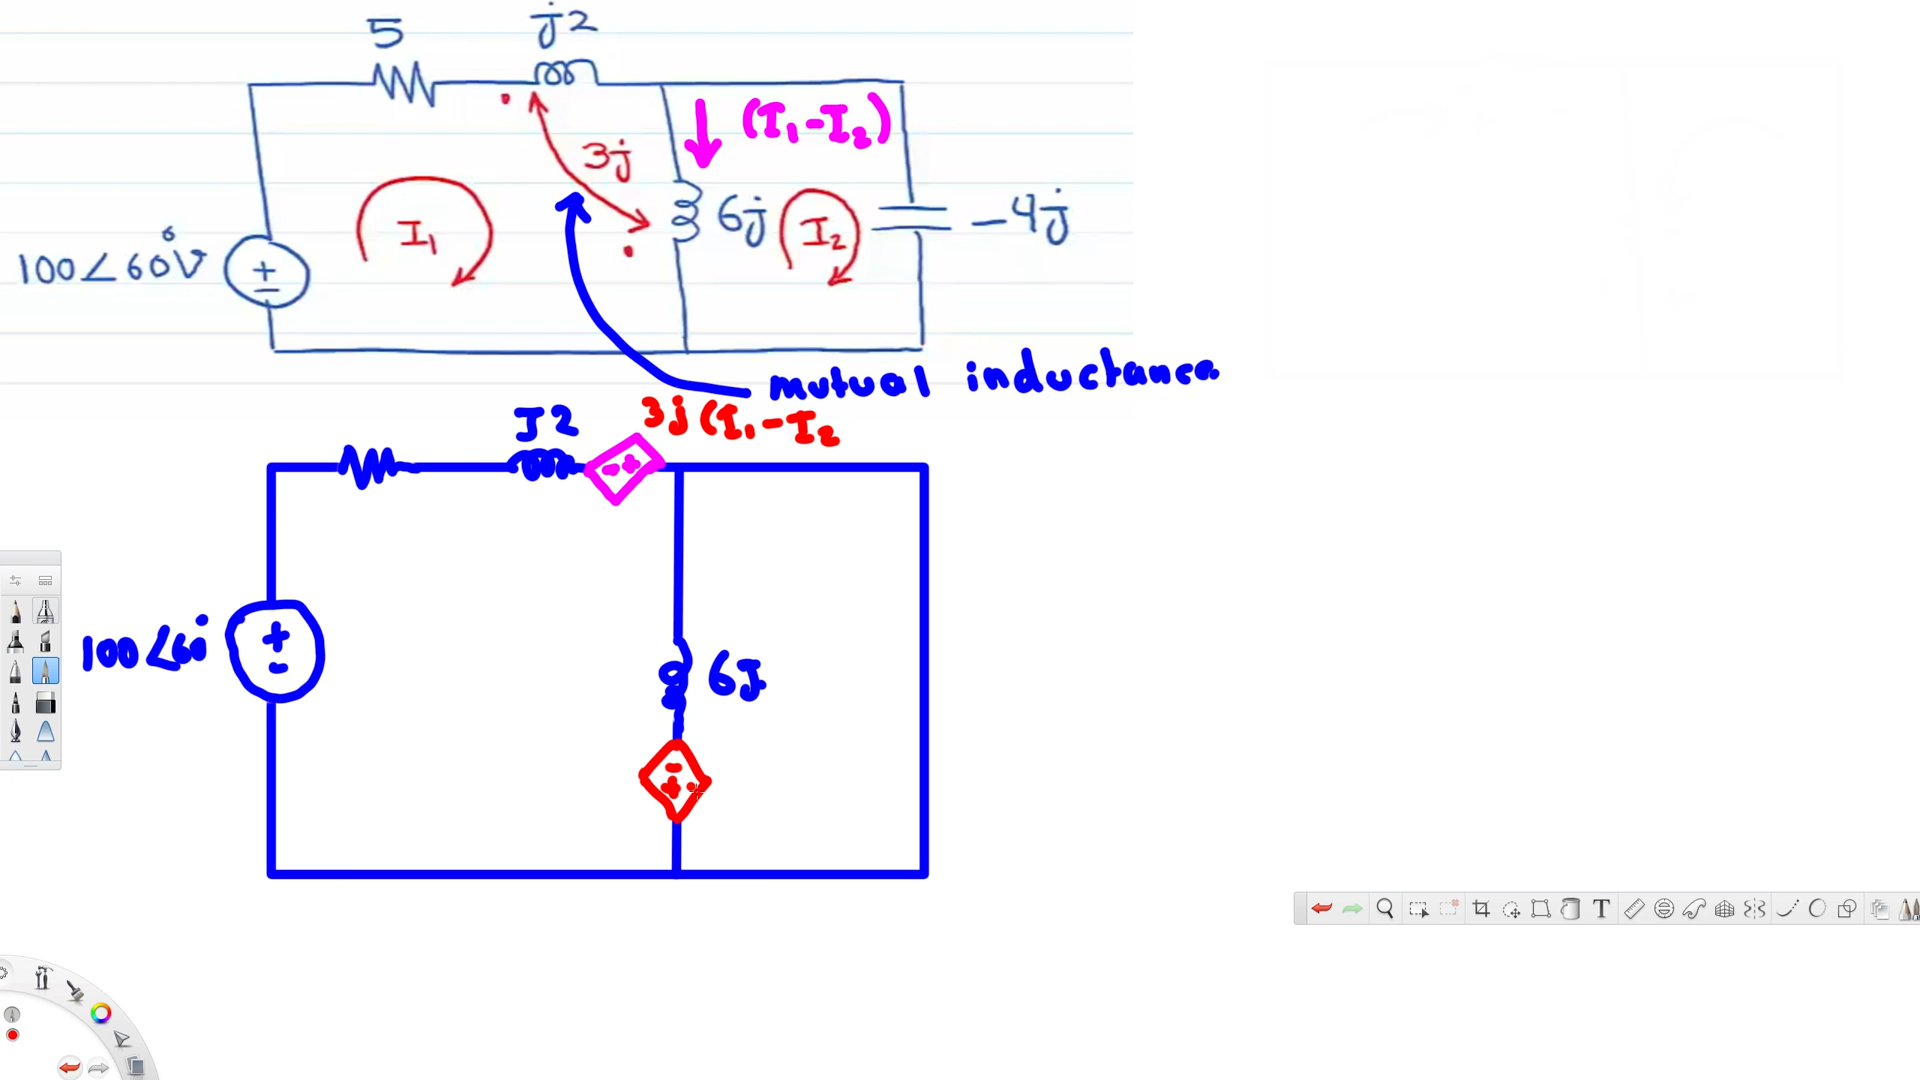 5 j2
3j (I₁-I₂)
I₁ 6j I₂ -4j
100∠60°V + -
mutual inductance
J2 3j(I₁-I₂
- +
100∠60° + - 6J
- +
T